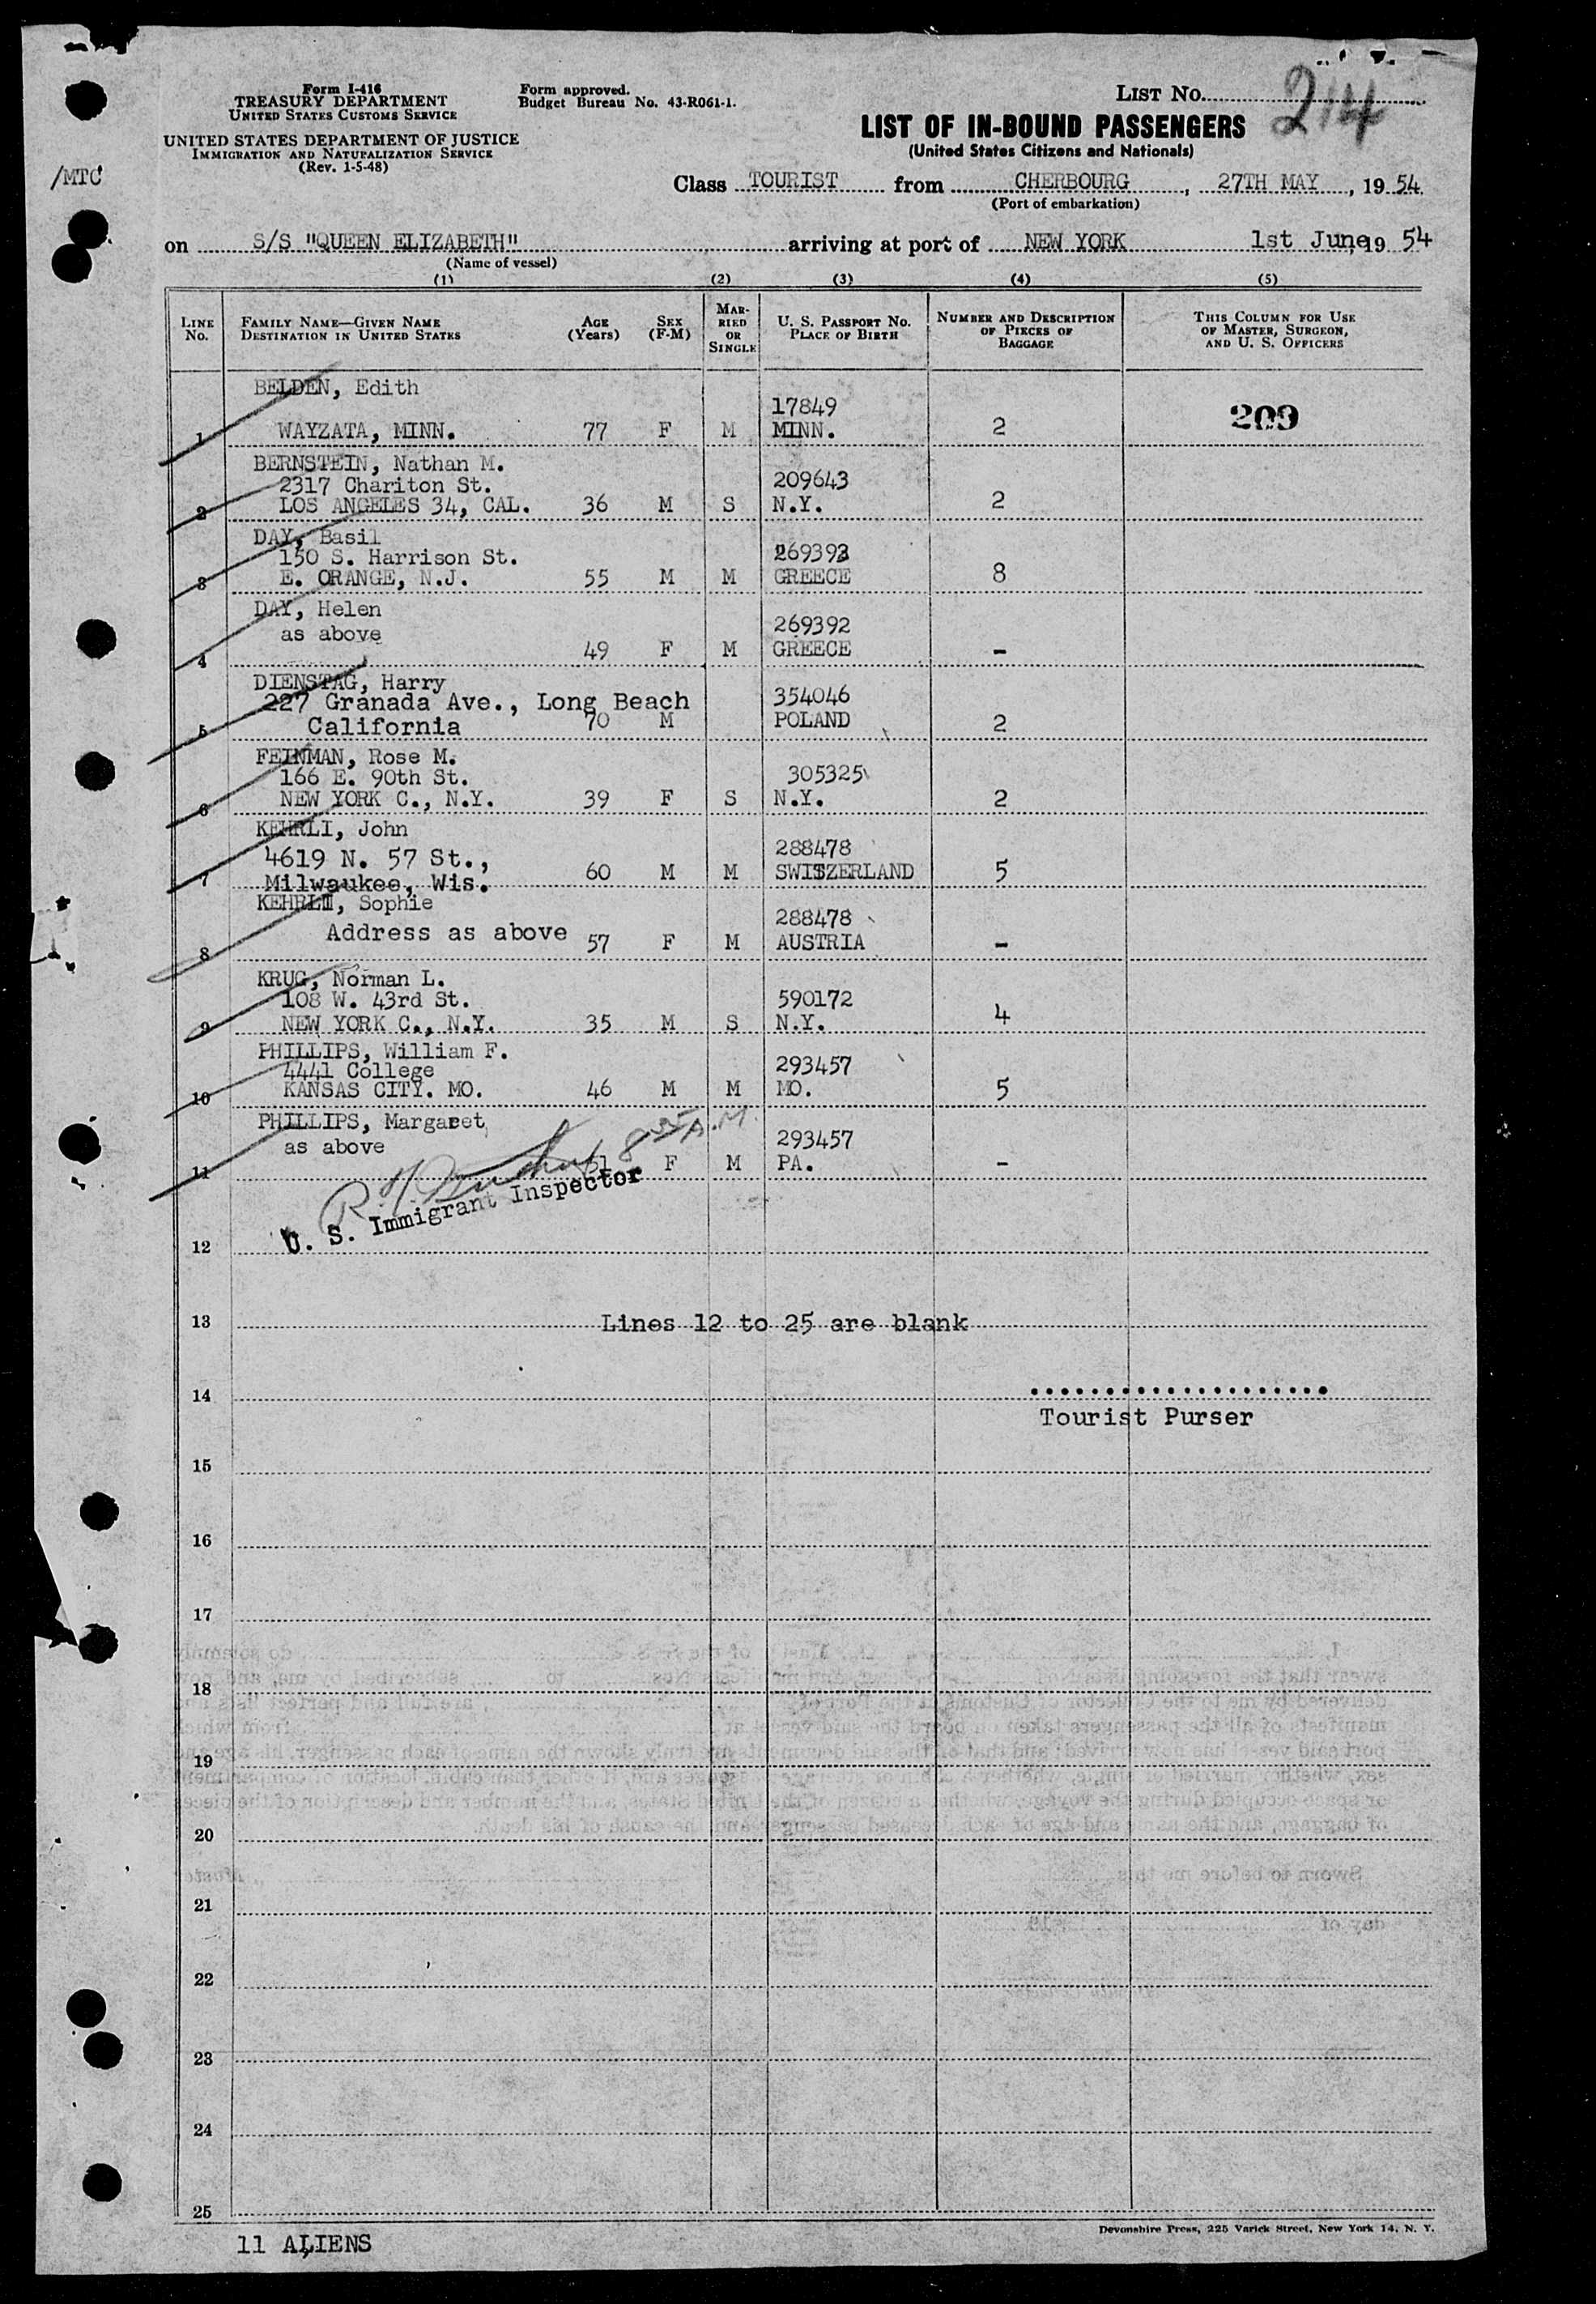 Form I-416
TREASURY DEPARTMENT
UNITED STATES CUSTOMS SERVICE
UNITED STATES DEPARTMENT OF JUSTICE
IMMIGRATION AND NATURALIZATION SERVICE
(Rev. 1-5-48)
Form approved.
Budget Bureau No. 43-R061-1.
LIST No. 214
LIST OF IN-BOUND PASSENGERS
(United States Citizens and Nationals)
/MTC
Class TOURIST from CHERBOURG, 27TH MAY, 1954
(Port of embarkation)
on S/S "QUEEN ELIZABETH" arriving at port of NEW YORK 1st June, 19 54
(Name of vessel)
(1) (2) (3) (4) (5)
LINE No. FAMILY NAME—GIVEN NAME DESTINATION IN UNITED STATES AGE (Years) SEX (F-M) MARRIED OR SINGLE U. S. PASSPORT No. PLACE OF BIRTH NUMBER AND DESCRIPTION OF PIECES OF BAGGAGE THIS COLUMN FOR USE OF MASTER, SURGEON, AND U. S. OFFICERS
BELDEN, Edith
17849 209
1 WAYZATA, MINN. 77 F M MINN. 2
BERNSTEIN, Nathan M.
2317 Chariton St. 209643
2 LOS ANGELES 34, CAL. 36 M S N.Y. 2
DAY, Basil
150 S. Harrison St. 269393
3 E. ORANGE, N.J. 55 M M GREECE 8
DAY, Helen
as above 269392
4 49 F M GREECE -
DIENSTAG, Harry
227 Granada Ave., Long Beach 354046
5 California 70 M POLAND 2
FEINMAN, Rose M.
166 E. 90th St. 305325
6 NEW YORK C., N.Y. 39 F S N.Y. 2
KEHRLI, John
4619 N. 57 St., 288478
7 Milwaukee, Wis. 60 M M SWITZERLAND 5
KEHRLI, Sophie
288478
8 Address as above 57 F M AUSTRIA -
KRUG, Norman L.
108 W. 43rd St. 590172
9 NEW YORK C., N.Y. 35 M S N.Y. 4
PHILLIPS, William F.
4441 College 293457
10 KANSAS CITY. MO. 46 M M MO. 5
PHILLIPS, Margaret
as above 8 35 A.M. 293457
11 F M PA. -
U. S. Immigrant Inspector
12
13 Lines 12 to 25 are blank
14
Tourist Purser
15
16
17
18
19
20
21
22
23
24
25
11 ALIENS
Devonshire Press, 225 Varick Street, New York 14, N. Y.